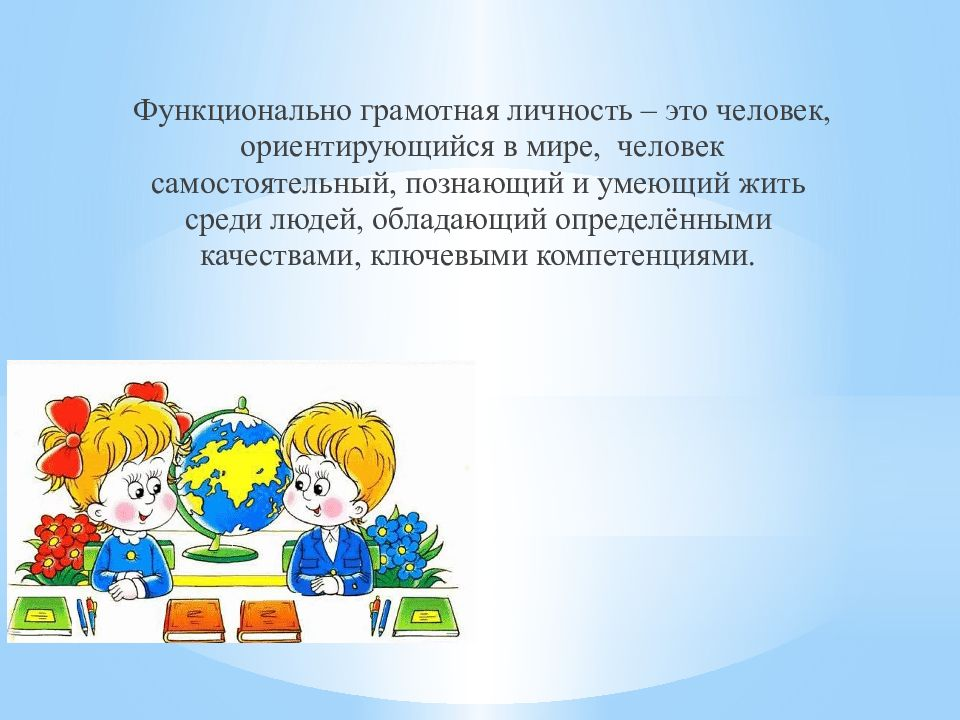 Функционально грамотная личность – это человек,
ориентирующийся в мире,  человек
самостоятельный, познающий и умеющий жить
среди людей, обладающий определёнными
качествами, ключевыми компетенциями.